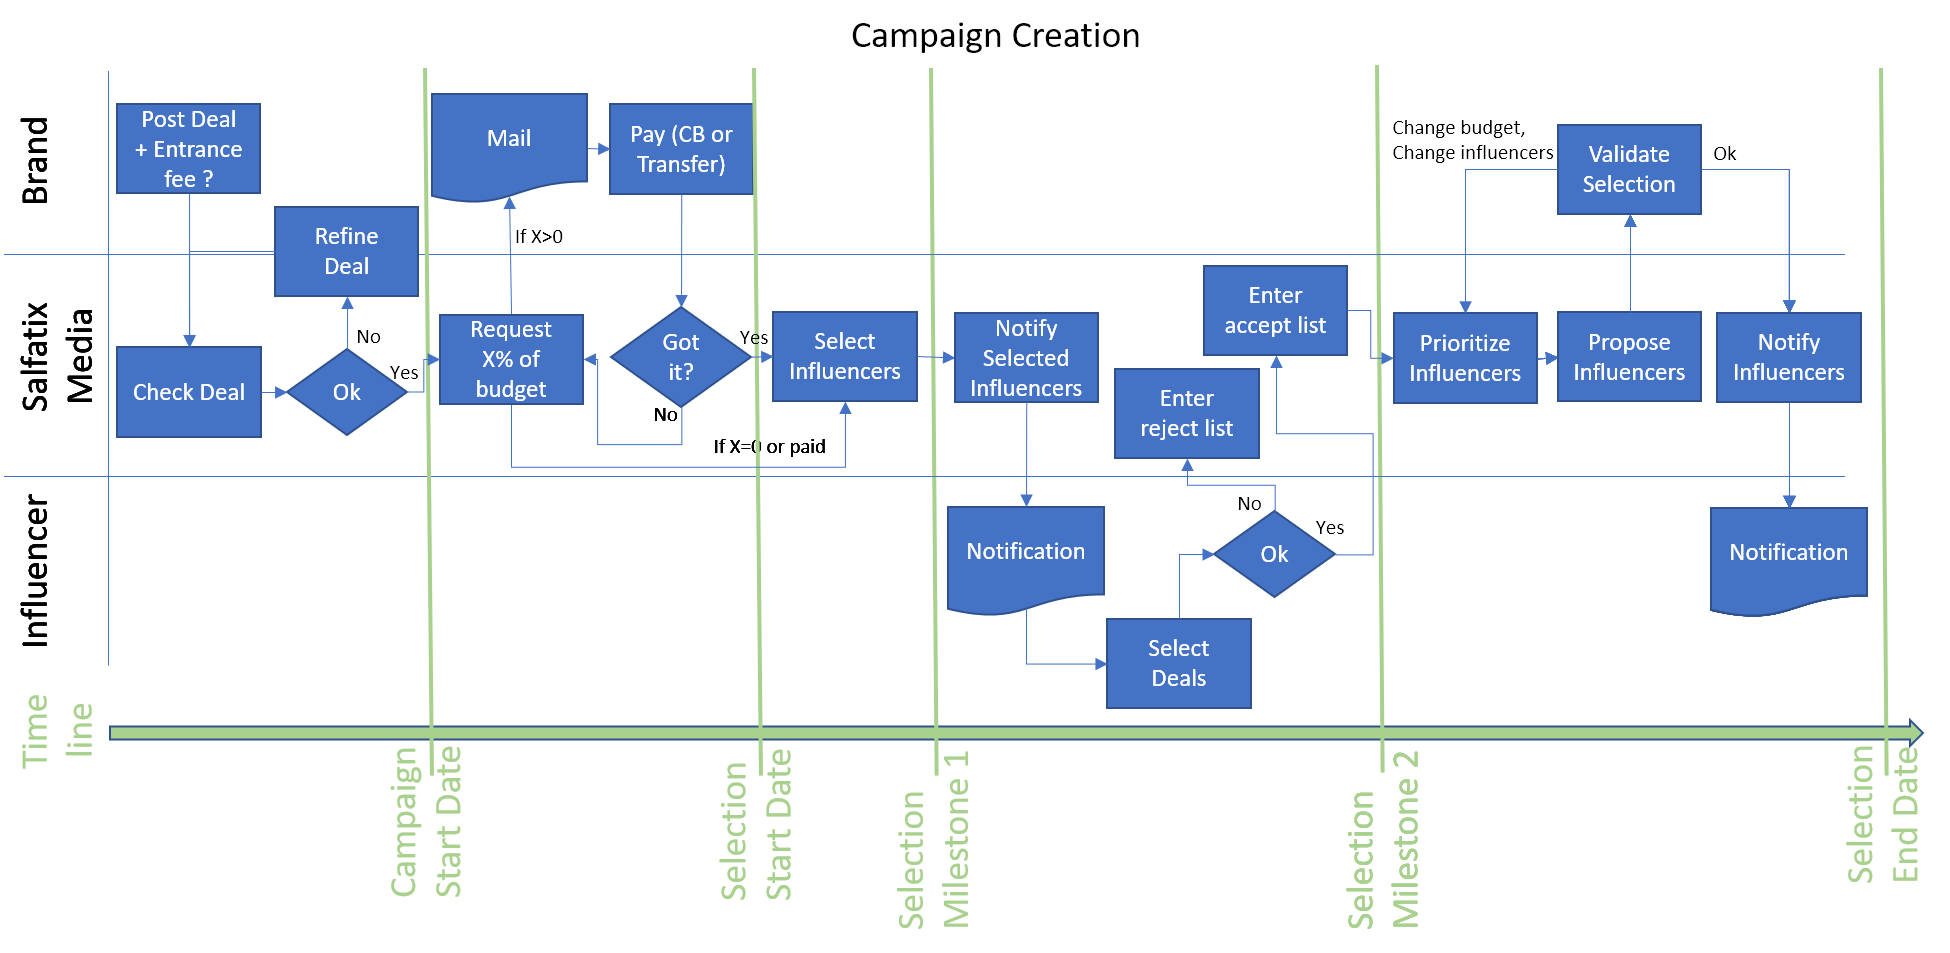 Campaign Creation
Brand
Post Deal
+ Entrance
fee ?
Refine
Deal
Mail
If X>0
Pay (CB or
Transfer)
Change budget,
Change influencers
Validate
Selection
Ok
Salfatix
Media
Check Deal
Ok
No
Yes
Request
X% of
budget
Got
it?
Yes
No
If X=0 or paid
Select
Influencers
Notify
Selected
Influencers
Enter
reject list
Enter
accept list
Prioritize
Influencers
Propose
Influencers
Notify
Influencers
Influencer
Notification
Select
Deals
Ok
No
Yes
Notification
Time
line
Campaign
Start Date
Selection
Start Date
Selection
Milestone 1
Selection
Milestone 2
Selection
End Date